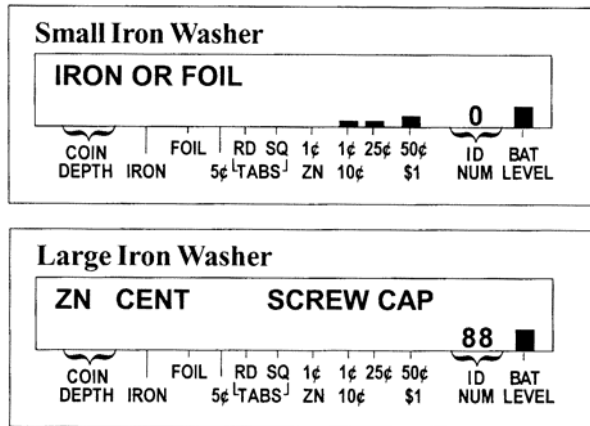 Small Iron Washer
IRON OR FOIL
0
COIN DEPTH IRON FOIL 5¢ RD SQ TABS 1¢ ZN 1¢ 10¢ 25¢ 50¢ $1 ID NUM BAT LEVEL
Large Iron Washer
ZN CENT SCREW CAP
88
COIN DEPTH IRON FOIL 5¢ RD SQ TABS 1¢ ZN 1¢ 10¢ 25¢ 50¢ $1 ID NUM BAT LEVEL